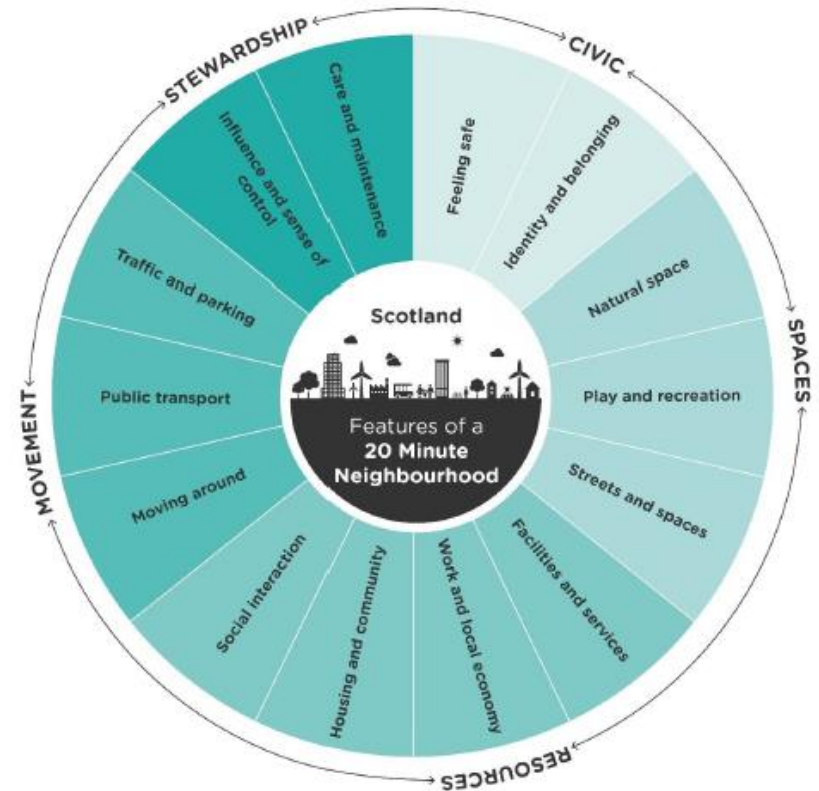 STEWARDSHIP
CIVIC
SPACES
RESOURCES
MOVEMENT
Care and maintenance
Influence and sense of
control
Feeling safe
Identity and belonging
Natural space
Play and recreation
Streets and spaces
Facilities and services
Work and local economy
Housing and community
Social interaction
Moving around
Public transport
Traffic and parking
Scotland
Features of a
20 Minute
Neighbourhood